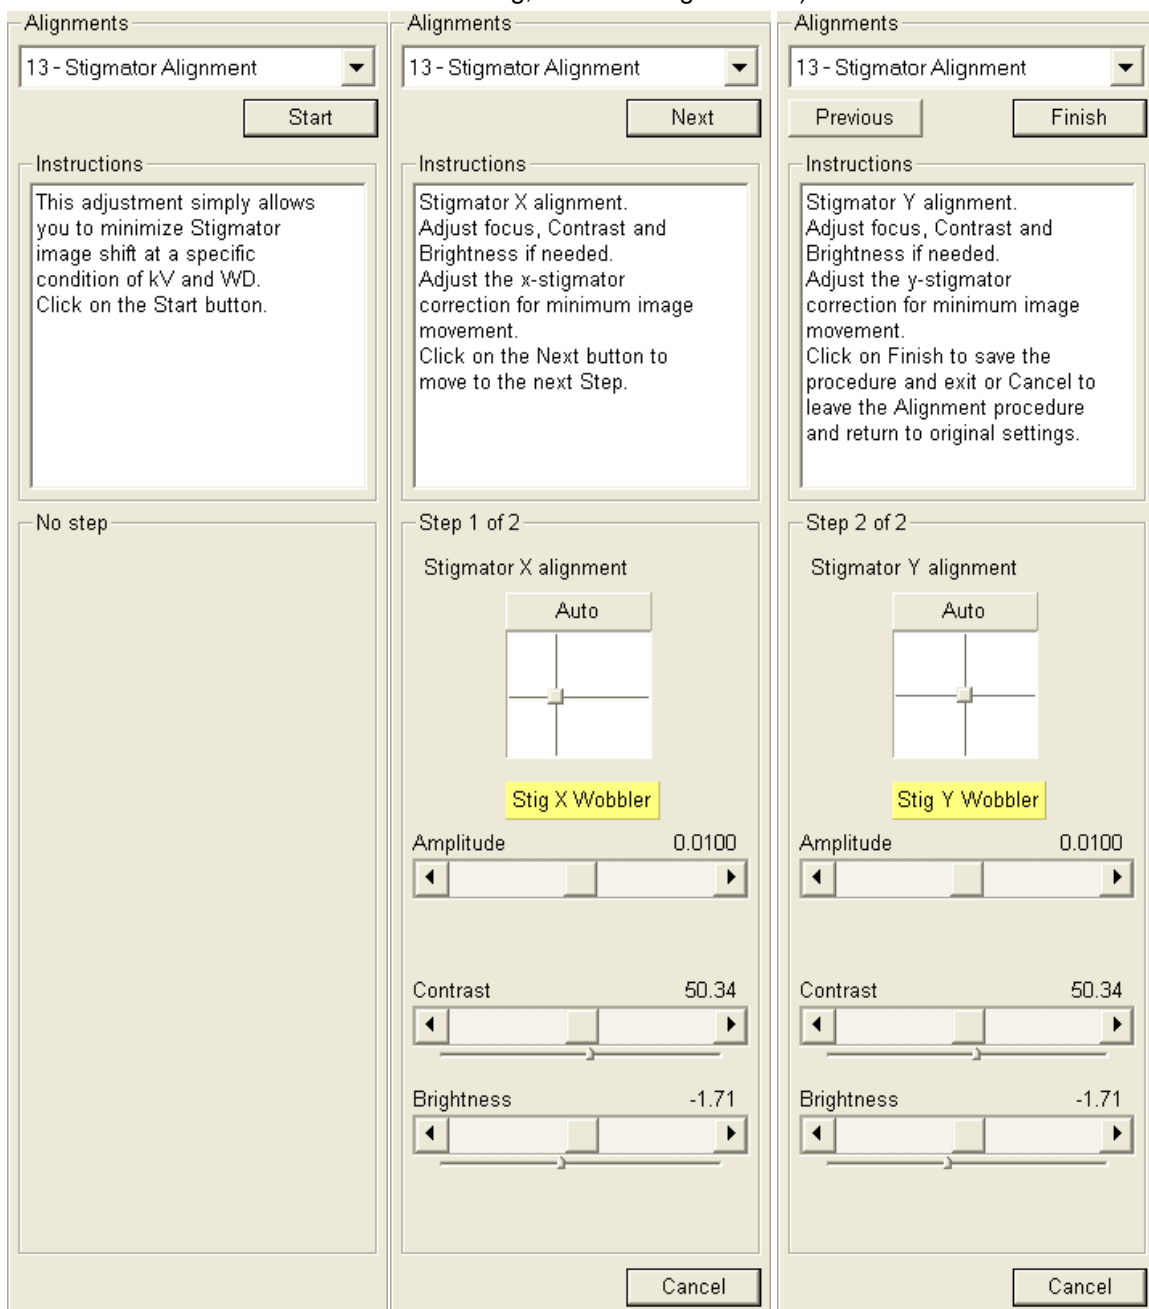 Alignments
13 - Stigmator Alignment
Start
Instructions
This adjustment simply allows
you to minimize Stigmator
image shift at a specific
condition of kV and WD.
Click on the Start button.
No step
Alignments
13 - Stigmator Alignment
Next
Instructions
Stigmator X alignment.
Adjust focus, Contrast and
Brightness if needed.
Adjust the x-stigmator
correction for minimum image
movement.
Click on the Next button to
move to the next Step.
Step 1 of 2
Stigmator X alignment
Auto
Stig X Wobbler
Amplitude 0.0100
Contrast 50.34
Brightness -1.71
Cancel
Alignments
13 - Stigmator Alignment
Previous Finish
Instructions
Stigmator Y alignment.
Adjust focus, Contrast and
Brightness if needed.
Adjust the y-stigmator
correction for minimum image
movement.
Click on Finish to save the
procedure and exit or Cancel to
leave the Alignment procedure
and return to original settings.
Step 2 of 2
Stigmator Y alignment
Auto
Stig Y Wobbler
Amplitude 0.0100
Contrast 50.34
Brightness -1.71
Cancel